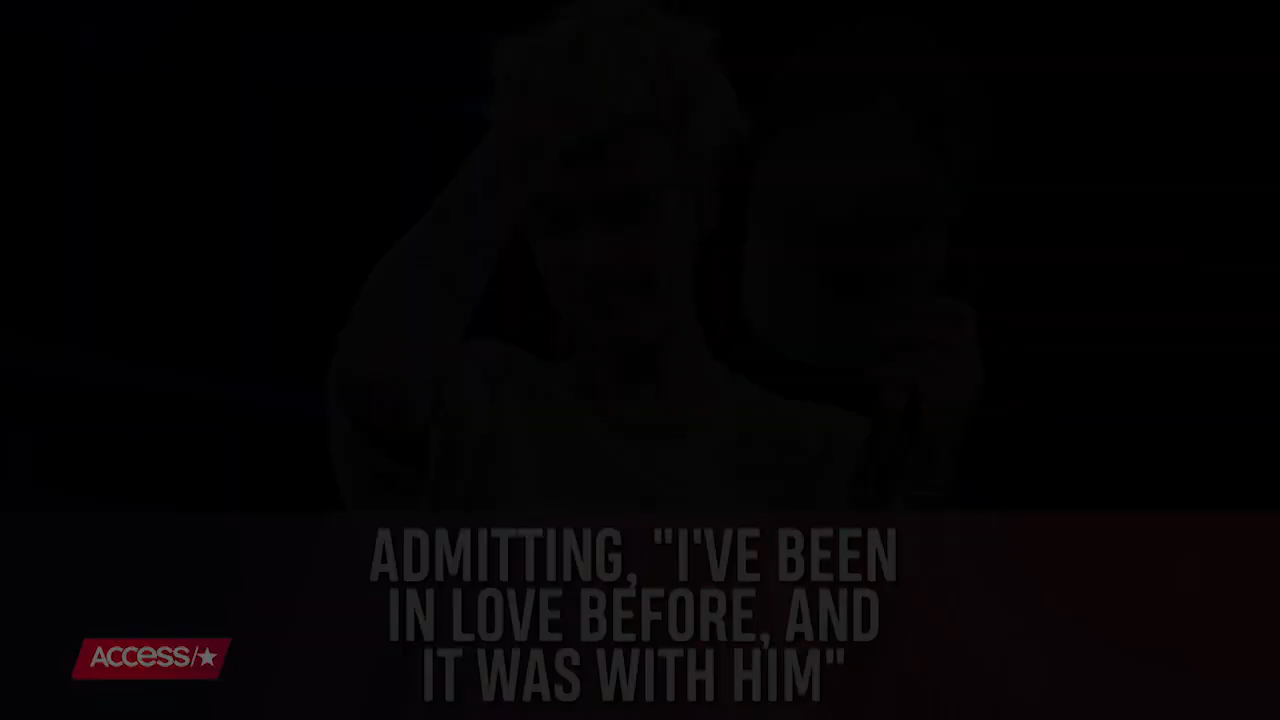 ADMITTING, "I'VE BEEN
IN LOVE BEFORE, AND
IT WAS WITH HIM"
ACCESS/★